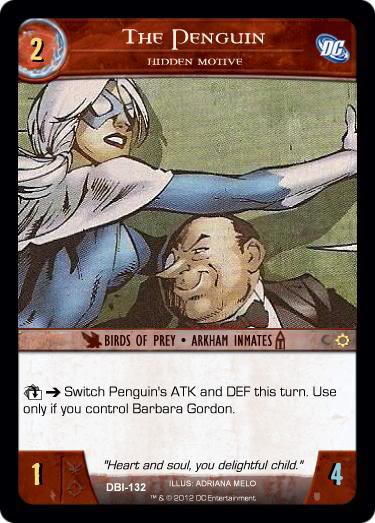 2
THE PENGUIN
HIDDEN MOTIVE
DC
BIRDS OF PREY • ARKHAM INMATES
➔ Switch Penguin's ATK and DEF this turn. Use
only if you control Barbara Gordon.
"Heart and soul, you delightful child."
1
DBI-132
ILLUS: ADRIANA MELO
4
™ & © 2012 DC Entertainment